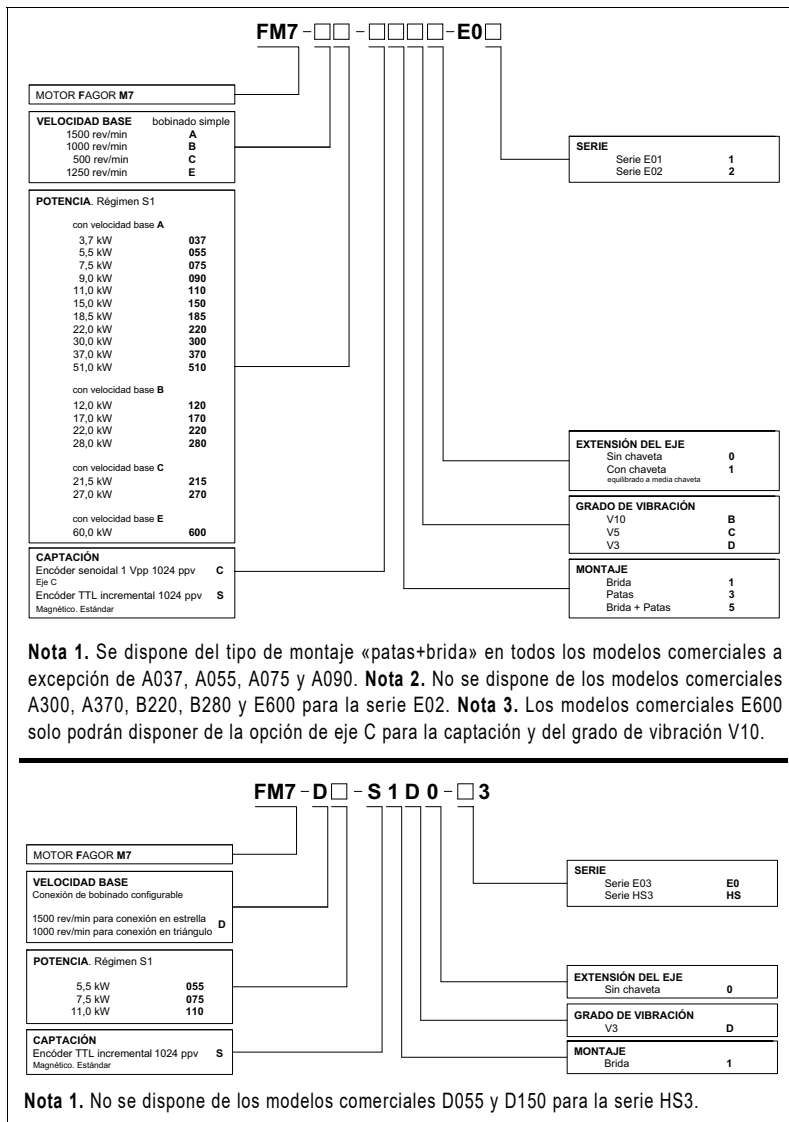 FM7-□□-□□□□-E0□
MOTOR FAGOR M7
VELOCIDAD BASE bobinado simple
1500 rev/min A
1000 rev/min B
500 rev/min C
1250 rev/min E
SERIE
Serie E01 1
Serie E02 2
POTENCIA. Régimen S1
con velocidad base A
3,7 kW 037
5,5 kW 055
7,5 kW 075
9,0 kW 090
11,0 kW 110
15,0 kW 150
18,5 kW 185
22,0 kW 220
30,0 kW 300
37,0 kW 370
51,0 kW 510
con velocidad base B
12,0 kW 120
17,0 kW 170
22,0 kW 220
28,0 kW 280
con velocidad base C
21,5 kW 215
27,0 kW 270
con velocidad base E
60,0 kW 600
EXTENSIÓN DEL EJE
Sin chaveta 0
Con chaveta 1
equilibrado a media chaveta
GRADO DE VIBRACIÓN
V10 B
V5 C
V3 D
CAPTACIÓN
Encóder senoidal 1 Vpp 1024 ppv C
Eje C
Encóder TTL incremental 1024 ppv S
Magnético. Estándar
MONTAJE
Brida 1
Patas 3
Brida + Patas 5
Nota 1. Se dispone del tipo de montaje «patas+brida» en todos los modelos comerciales a
excepción de A037, A055, A075 y A090. Nota 2. No se dispone de los modelos comerciales
A300, A370, B220, B280 y E600 para la serie E02. Nota 3. Los modelos comerciales E600
solo podrán disponer de la opción de eje C para la captación y del grado de vibración V10.
FM7-D□-S1D0-□3
MOTOR FAGOR M7
VELOCIDAD BASE
Conexión de bobinado configurable
1500 rev/min para conexión en estrella
D
1000 rev/min para conexión en triángulo
SERIE
Serie E03 E0
Serie HS3 HS
POTENCIA. Régimen S1
5,5 kW 055
7,5 kW 075
11,0 kW 110
EXTENSIÓN DEL EJE
Sin chaveta 0
GRADO DE VIBRACIÓN
V3 D
CAPTACIÓN
Encóder TTL incremental 1024 ppv S
Magnético. Estándar
MONTAJE
Brida 1
Nota 1. No se dispone de los modelos comerciales D055 y D150 para la serie HS3.